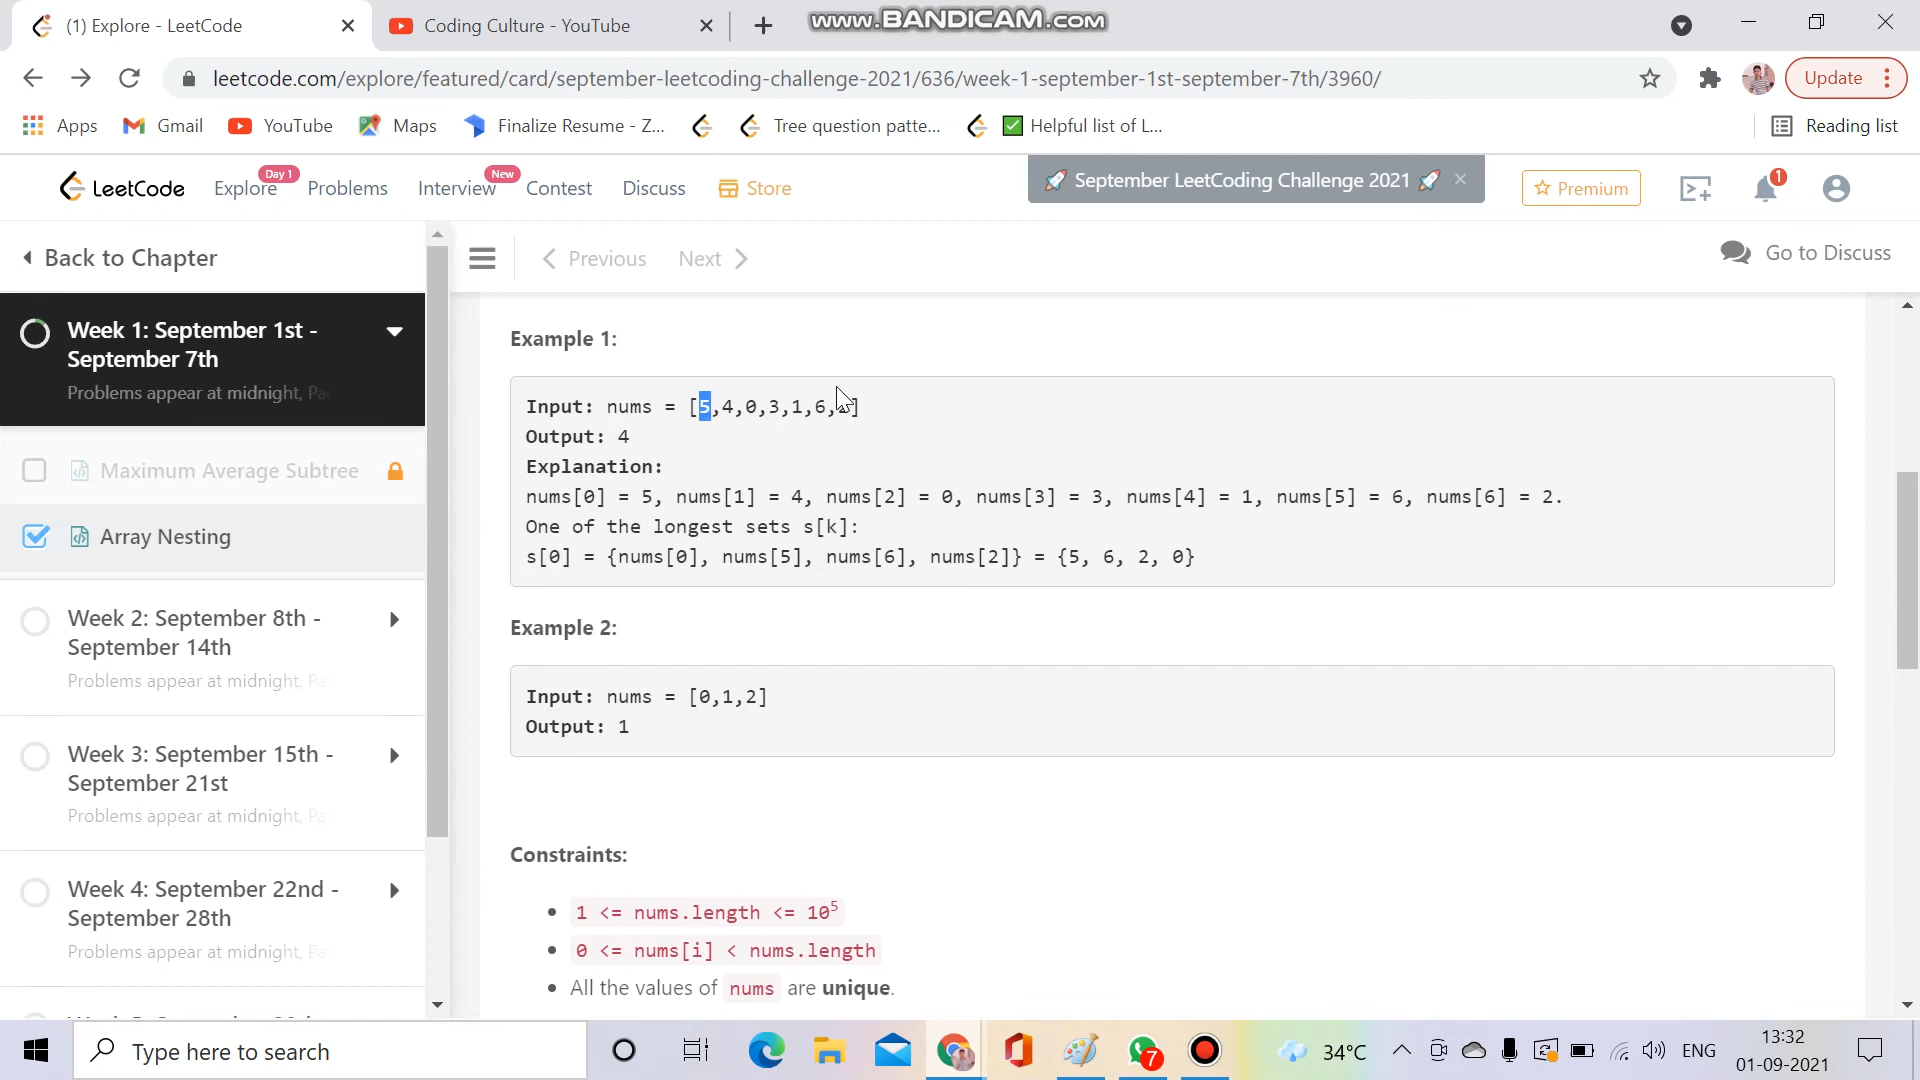 (1) Explore - LeetCode
Coding Culture - YouTube
www.BANDICAM.com
leetcode.com/explore/featured/card/september-leetcoding-challenge-2021/636/week-1-september-1st-september-7th/3960/
Update
Apps
Gmail
YouTube
Maps
Finalize Resume - Z...
Tree question patte...
Helpful list of L...
Reading list
LeetCode
Explore
Day 1
Problems
Interview
New
Contest
Discuss
Store
🚀 September LeetCoding Challenge 2021 🚀
Premium
1
Back to Chapter
Previous
Next
Go to Discuss
Week 1: September 1st -
September 7th
Problems appear at midnight, Pa
Maximum Average Subtree
Array Nesting
Week 2: September 8th -
September 14th
Problems appear at midnight, Pa
Week 3: September 15th -
September 21st
Problems appear at midnight, Pa
Week 4: September 22nd -
September 28th
Problems appear at midnight, Pa
Example 1:
Input: nums = [5,4,0,3,1,6, ]
Output: 4
Explanation:
nums[0] = 5, nums[1] = 4, nums[2] = 0, nums[3] = 3, nums[4] = 1, nums[5] = 6, nums[6] = 2.
One of the longest sets s[k]:
s[0] = {nums[0], nums[5], nums[6], nums[2]} = {5, 6, 2, 0}
Example 2:
Input: nums = [0,1,2]
Output: 1
Constraints:
1 <= nums.length <= 10⁵
0 <= nums[i] < nums.length
All the values of nums are unique.
Type here to search
7
34°C
ENG
13:32
01-09-2021